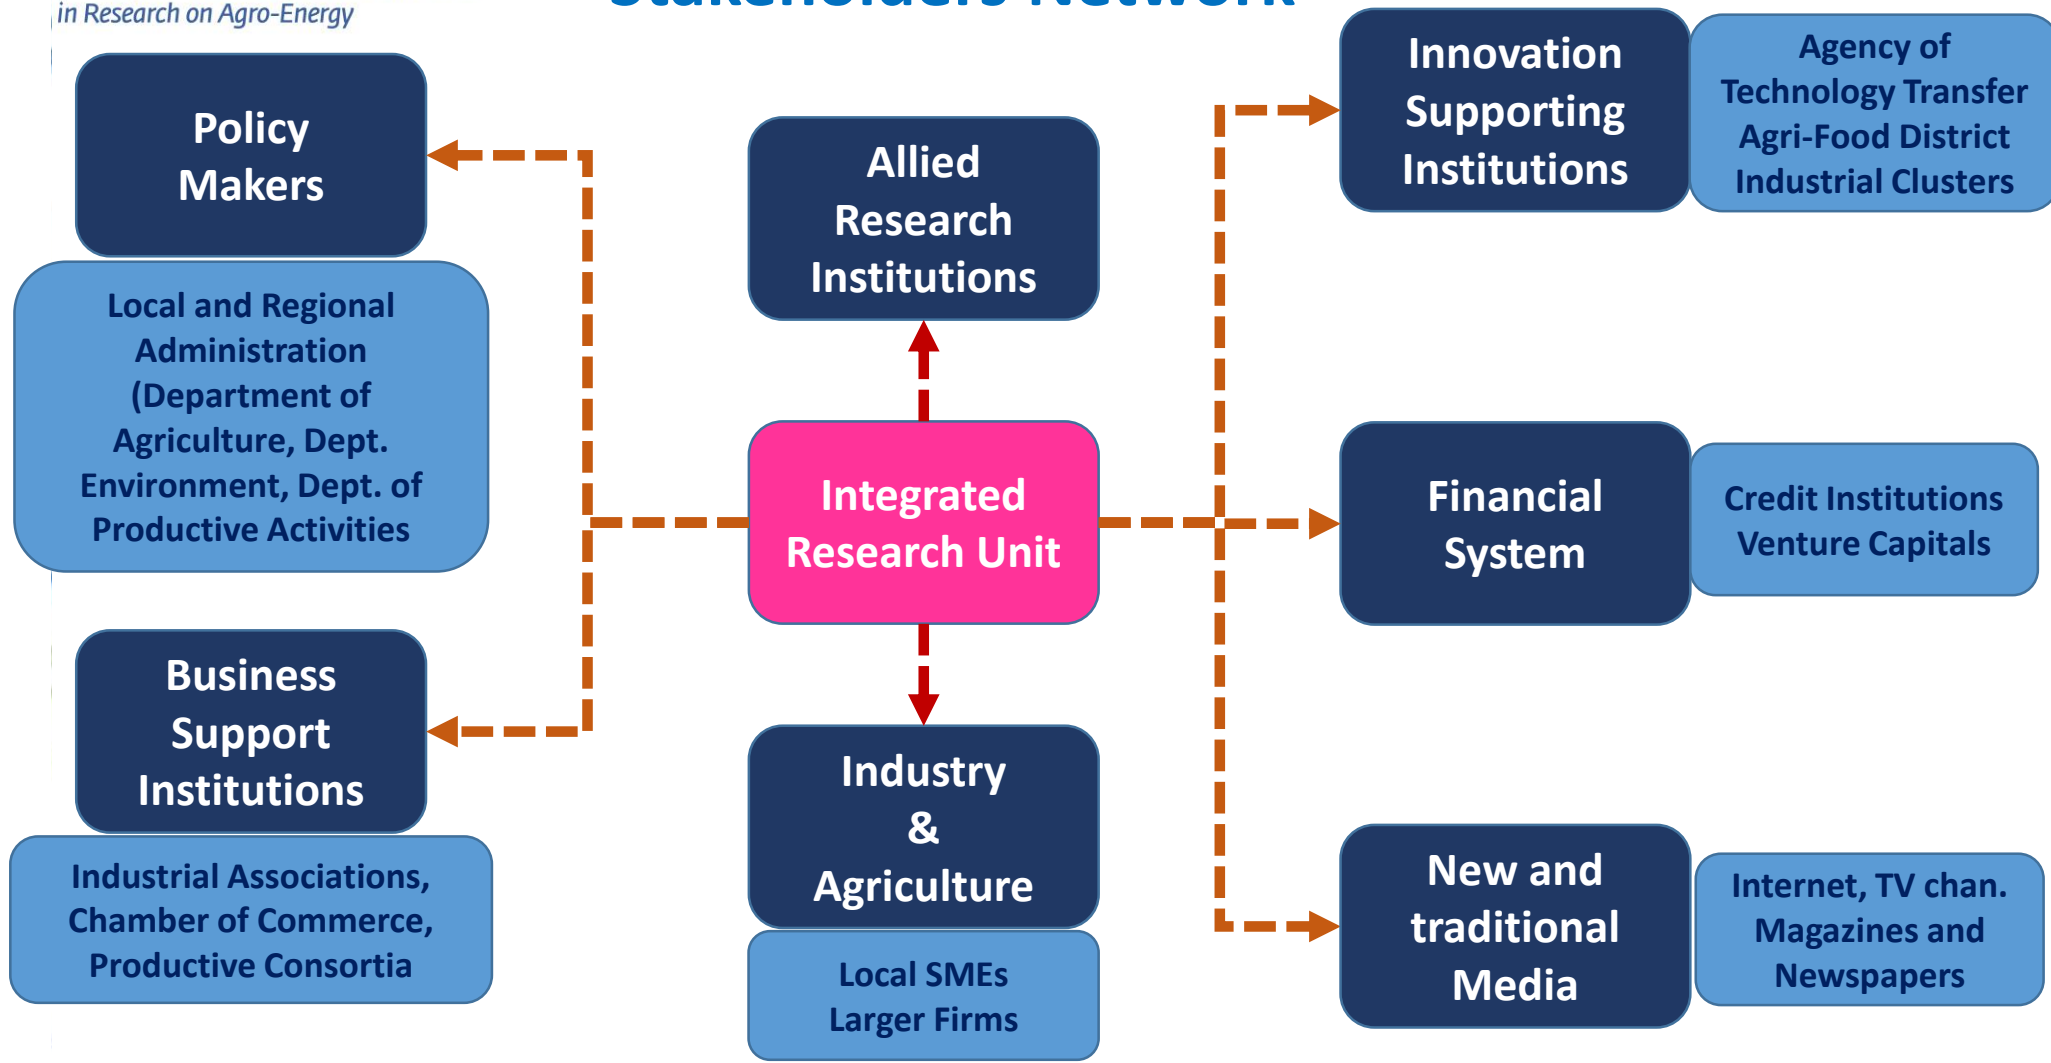 in Research on Agro-Energy
Stakeholders Network
Policy
Makers
Local and Regional
Administration
(Department of
Agriculture, Dept.
Environment, Dept. of
Productive Activities
Business
Support
Institutions
Industrial Associations,
Chamber of Commerce,
Productive Consortia
Allied
Research
Institutions
Integrated
Research Unit
Industry
&
Agriculture
Local SMEs
Larger Firms
Innovation
Supporting
Institutions
Agency of
Technology Transfer
Agri-Food District
Industrial Clusters
Financial
System
Credit Institutions
Venture Capitals
New and
traditional
Media
Internet, TV chan.
Magazines and
Newspapers